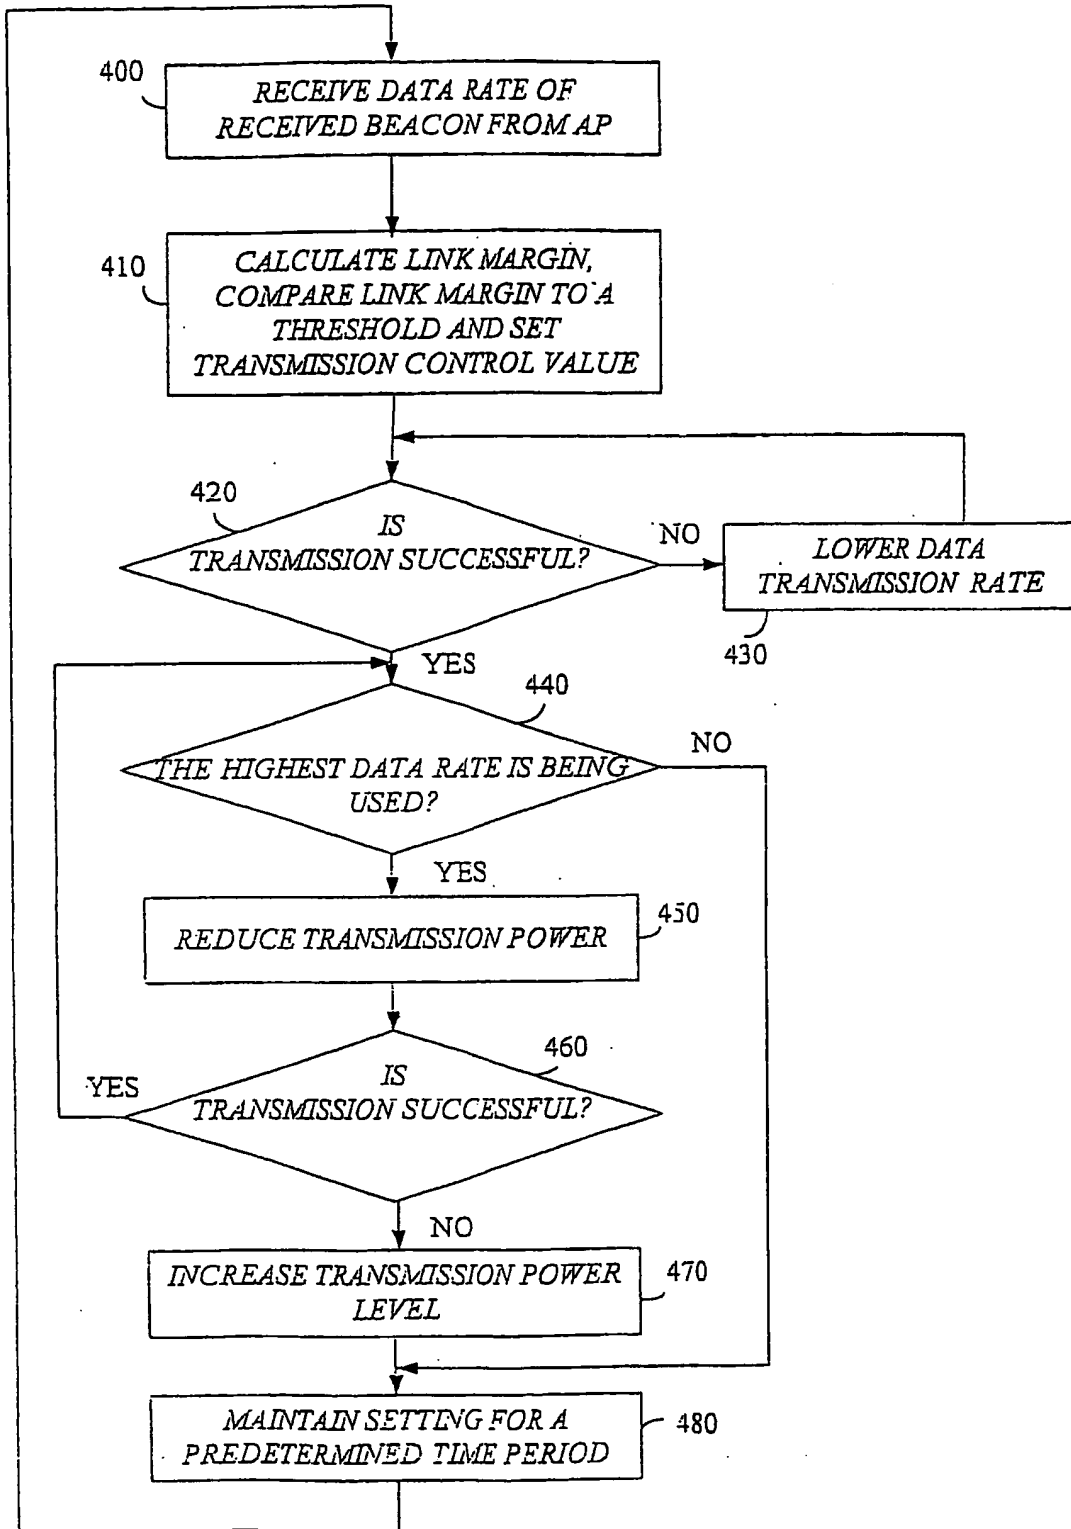 400
RECEIVE DATA RATE OF
RECEIVED BEACON FROM AP
410
CALCULATE LINK MARGIN,
COMPARE LINK MARGIN TO A
THRESHOLD AND SET
TRANSMISSION CONTROL VALUE
420
IS
TRANSMISSION SUCCESSFUL?
NO
LOWER DATA
TRANSMISSION RATE
430
YES
440
THE HIGHEST DATA RATE IS BEING
USED?
NO
YES
REDUCE TRANSMISSION POWER
450
460
IS
TRANSMISSION SUCCESSFUL?
YES
NO
INCREASE TRANSMISSION POWER
LEVEL
470
MAINTAIN SETTING FOR A
PREDETERMINED TIME PERIOD
480